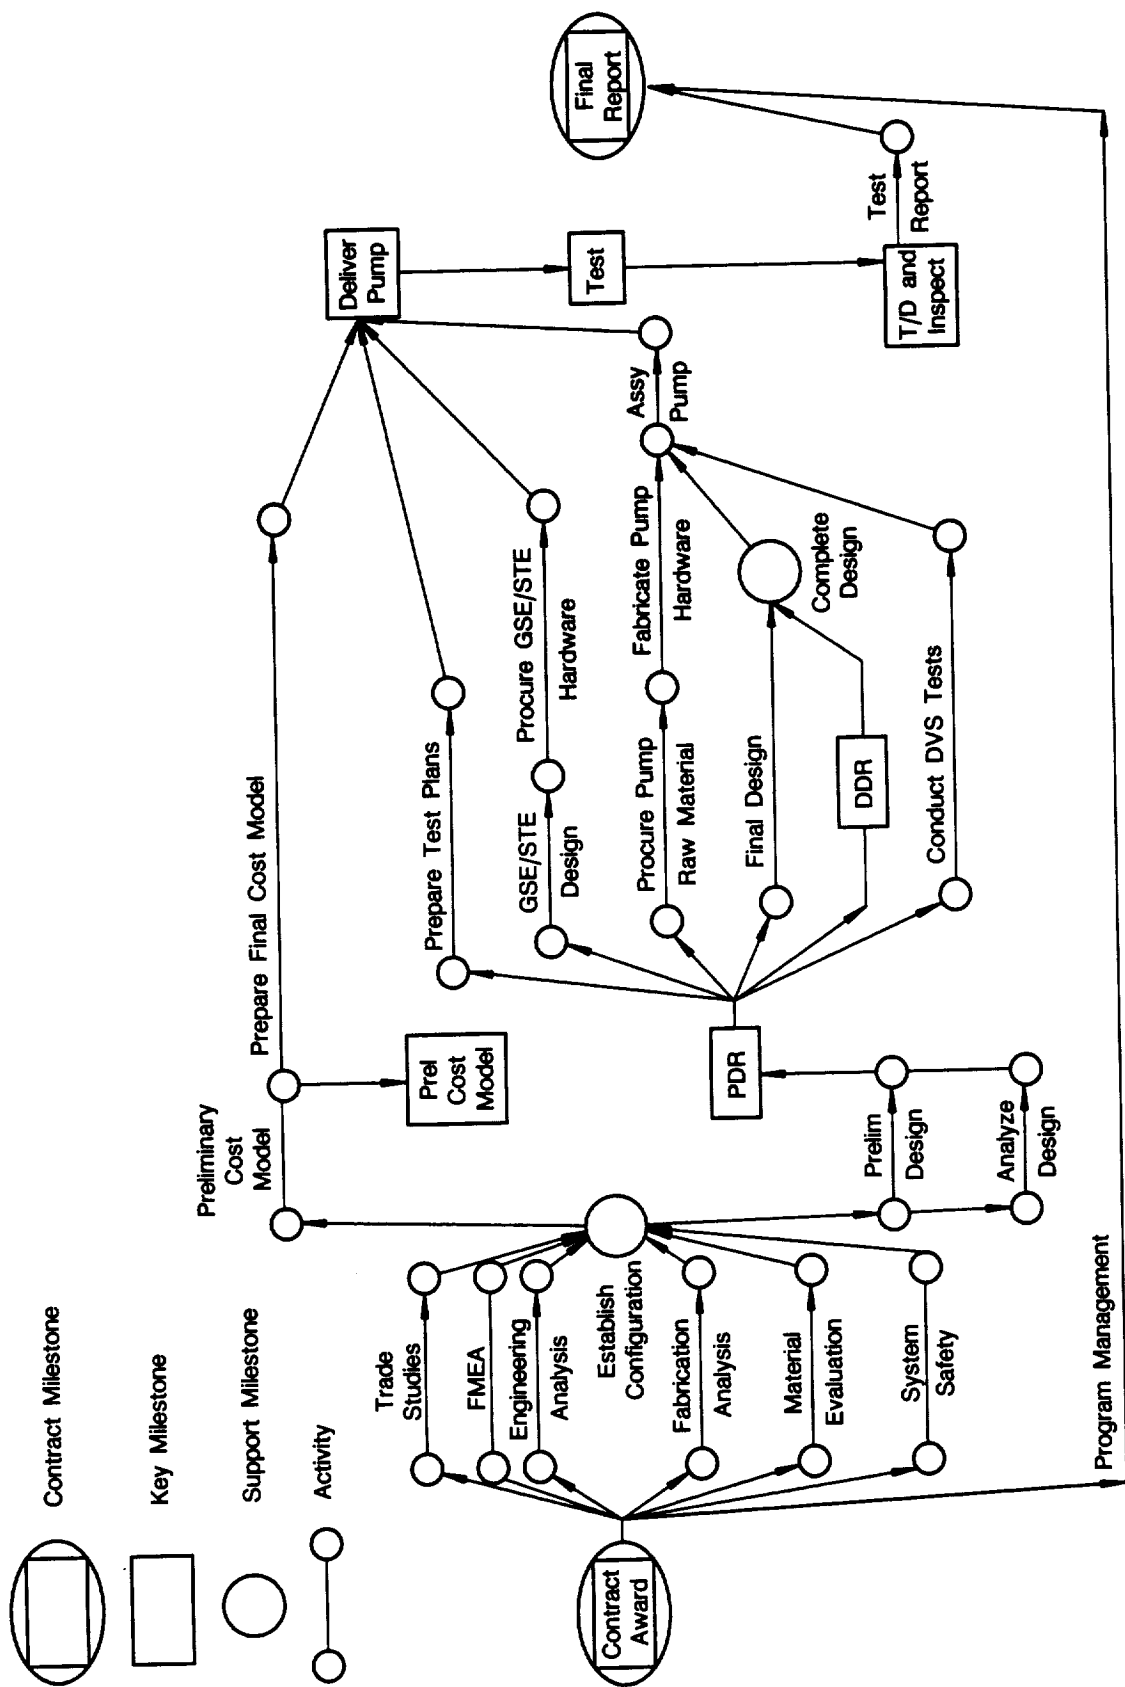 Contract Milestone
Key Milestone
Support Milestone
Activity
Contract
Award
Trade
Studies
FMEA
Engineering
Analysis
Fabrication
Analysis
Material
Evaluation
System
Safety
Program Management
Establish
Configuration
Preliminary
Cost
Model
Prel
Cost
Model
Prelim
Design
Analyze
Design
PDR
Prepare Final Cost Model
Prepare Test Plans
GSE/STE
Design
Procure GSE/STE
Hardware
Procure Pump
Raw Material
Fabricate Pump
Hardware
Final Design
DDR
Complete
Design
Conduct DVS Tests
Assy
Pump
Deliver
Pump
Test
T/D and
Inspect
Test
Report
Final
Report